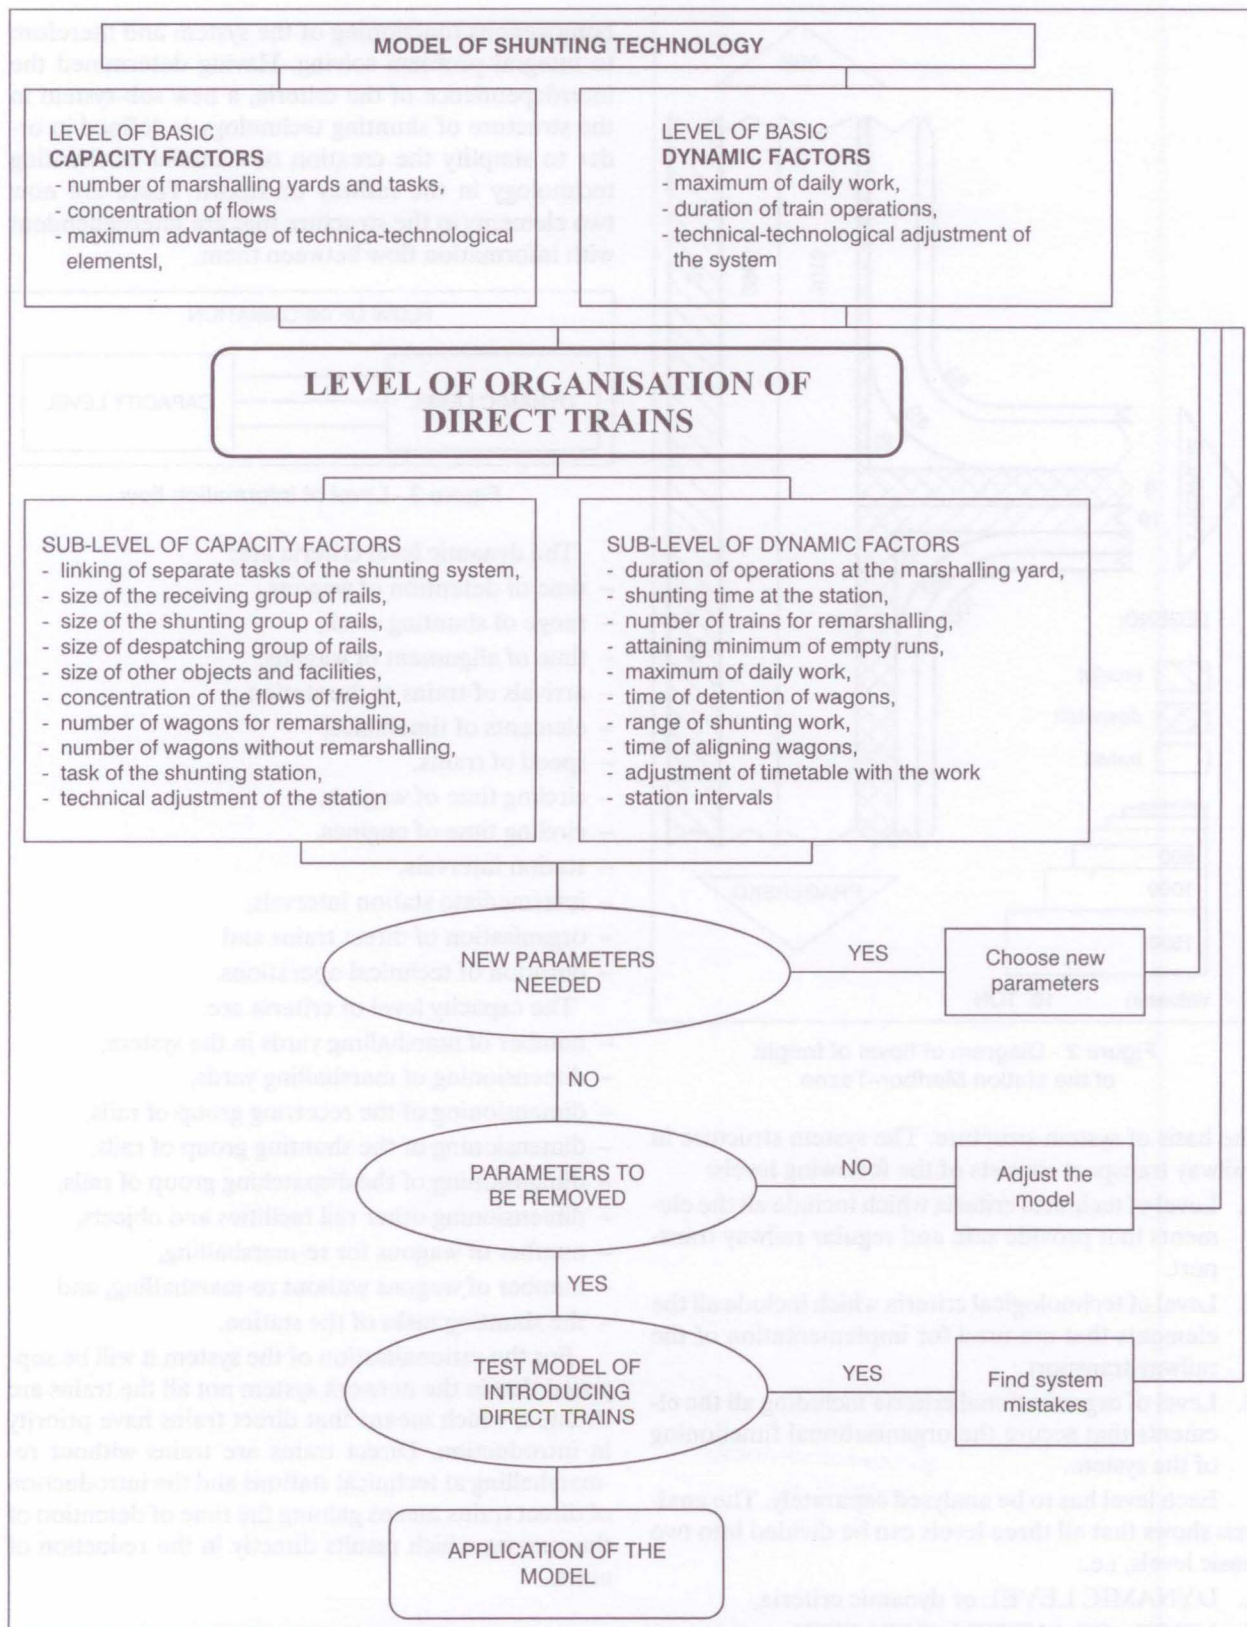 MODEL OF SHUNTING TECHNOLOGY
LEVEL OF BASIC
CAPACITY FACTORS
- number of marshalling yards and tasks,
- concentration of flows
- maximum advantage of technica-technological
elementsl,
LEVEL OF BASIC
DYNAMIC FACTORS
- maximum of daily work,
- duration of train operations,
- technical-technological adjustment of
the system
LEVEL OF ORGANISATION OF
DIRECT TRAINS
SUB-LEVEL OF CAPACITY FACTORS
- linking of separate tasks of the shunting system,
- size of the receiving group of rails,
- size of the shunting group of rails,
- size of despatching group of rails,
- size of other objects and facilities,
- concentration of the flows of freight,
- number of wagons for remarshalling,
- number of wagons without remarshalling,
- task of the shunting station,
- technical adjustment of the station
SUB-LEVEL OF DYNAMIC FACTORS
- duration of operations at the marshalling yard,
- shunting time at the station,
- number of trains for remarshalling,
- attaining minimum of empty runs,
- maximum of daily work,
- time of detention of wagons,
- range of shunting work,
- time of aligning wagons,
- adjustment of timetable with the work
- station intervals
NEW PARAMETERS
NEEDED
YES
Choose new
parameters
NO
PARAMETERS TO
BE REMOVED
NO
Adjust the
model
YES
TEST MODEL OF
INTRODUCING
DIRECT TRAINS
YES
Find system
mistakes
APPLICATION OF THE
MODEL